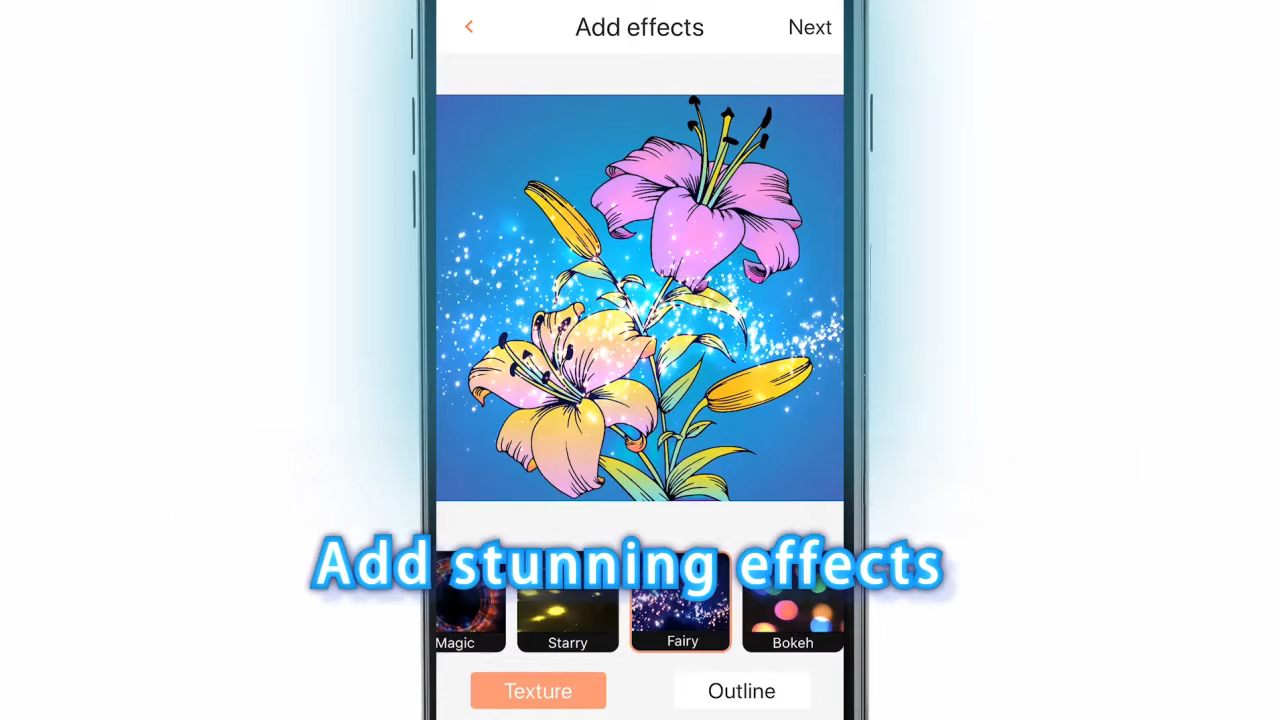 Add effects
Next
Add stunning effects
Magic
Starry
Fairy
Bokeh
Texture
Outline